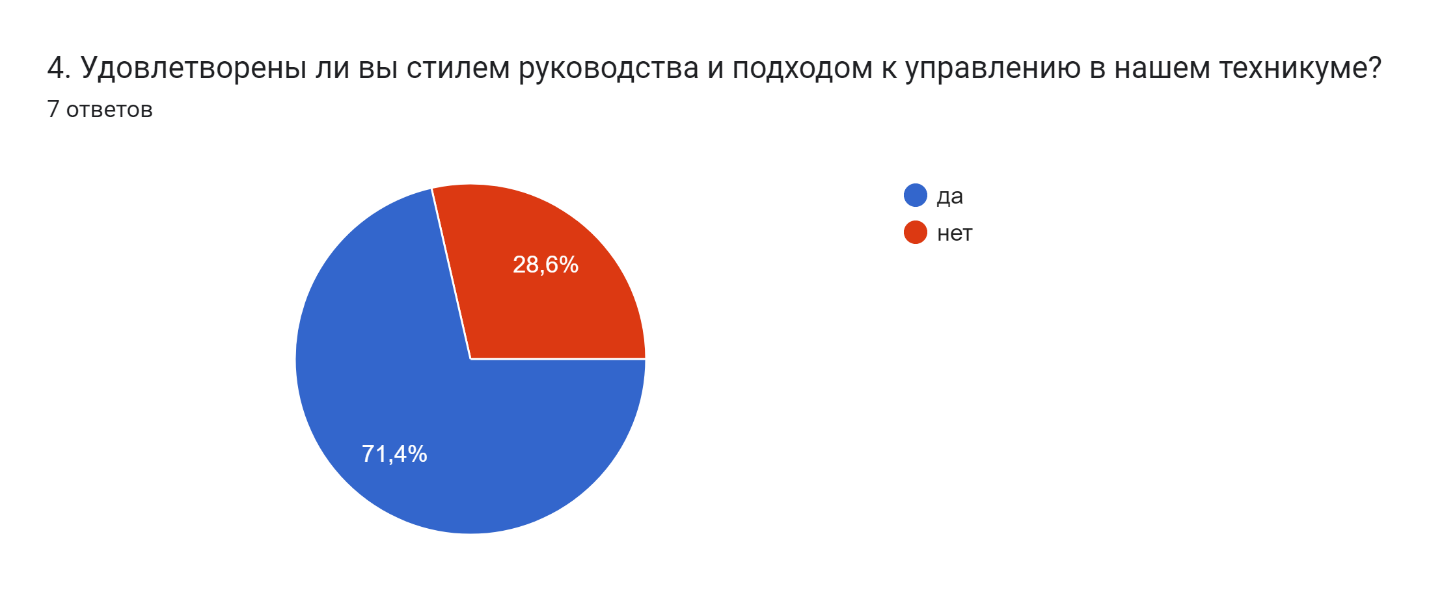 4. Удовлетворены ли вы стилем руководства и подходом к управлению в нашем техникуме?
7 ответов
да
нет
28,6%
71,4%